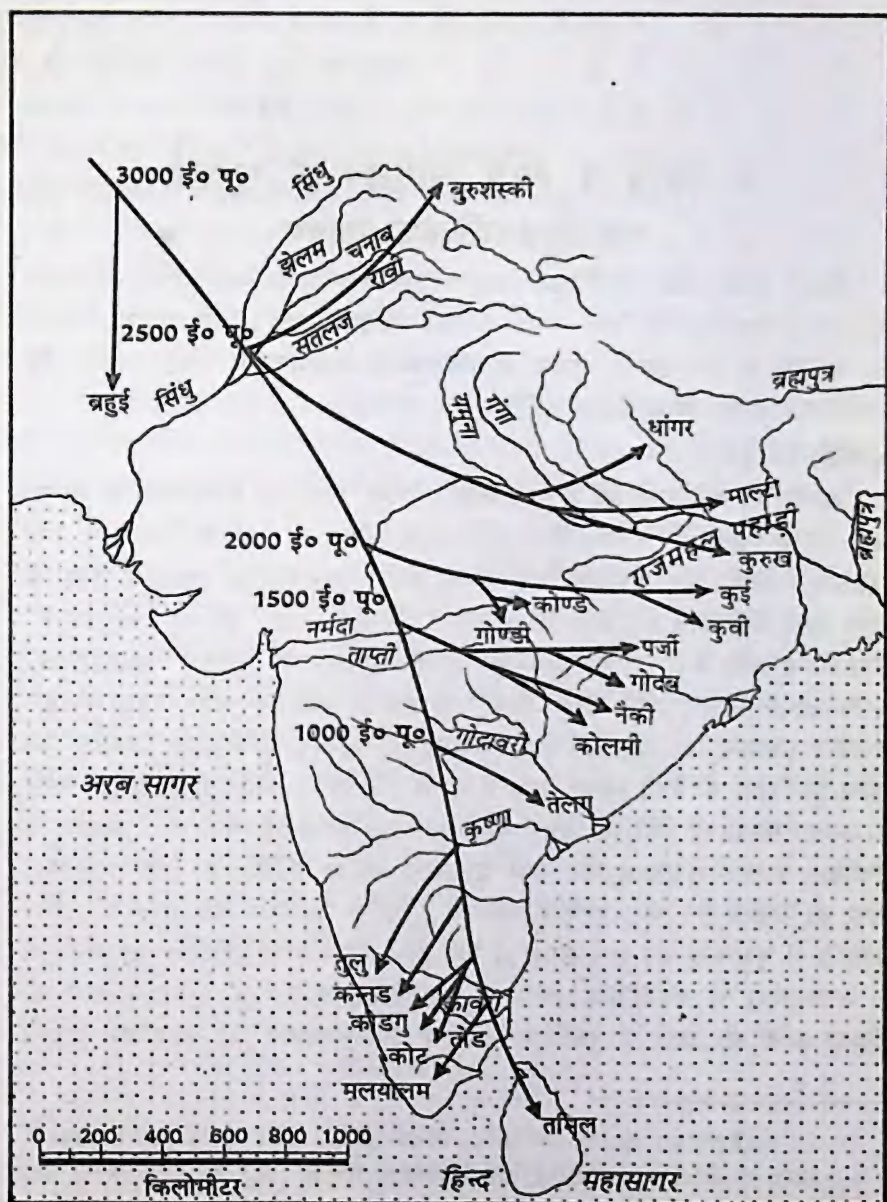 3000 ई० पू०
सिंधु
बुरुशस्की
झेलम
चनाब
रावी
सतलज
2500 ई० पू०
ब्रहुई
सिंधु
यमुना
गंगा
ब्रह्मपुत्र
धांगर
माल्टी
पहाड़ी
ब्रह्मपुत्र
राजमहल
कुरुख
2000 ई० पू०
कोण्ड
कुई
1500 ई० पू०
गोण्डी
कुवी
नर्मदा
पर्जी
ताप्ती
नैकी
1000 ई० पू०
गोदावरी
कोलमी
अरब सागर
कृष्णा
तुलु
कन्नड
कावेरी
कोडगु
कोट
तोड
मलयालम
तमिल
0 200 400 600 800 1000
किलोमीटर
हिन्द महासागर